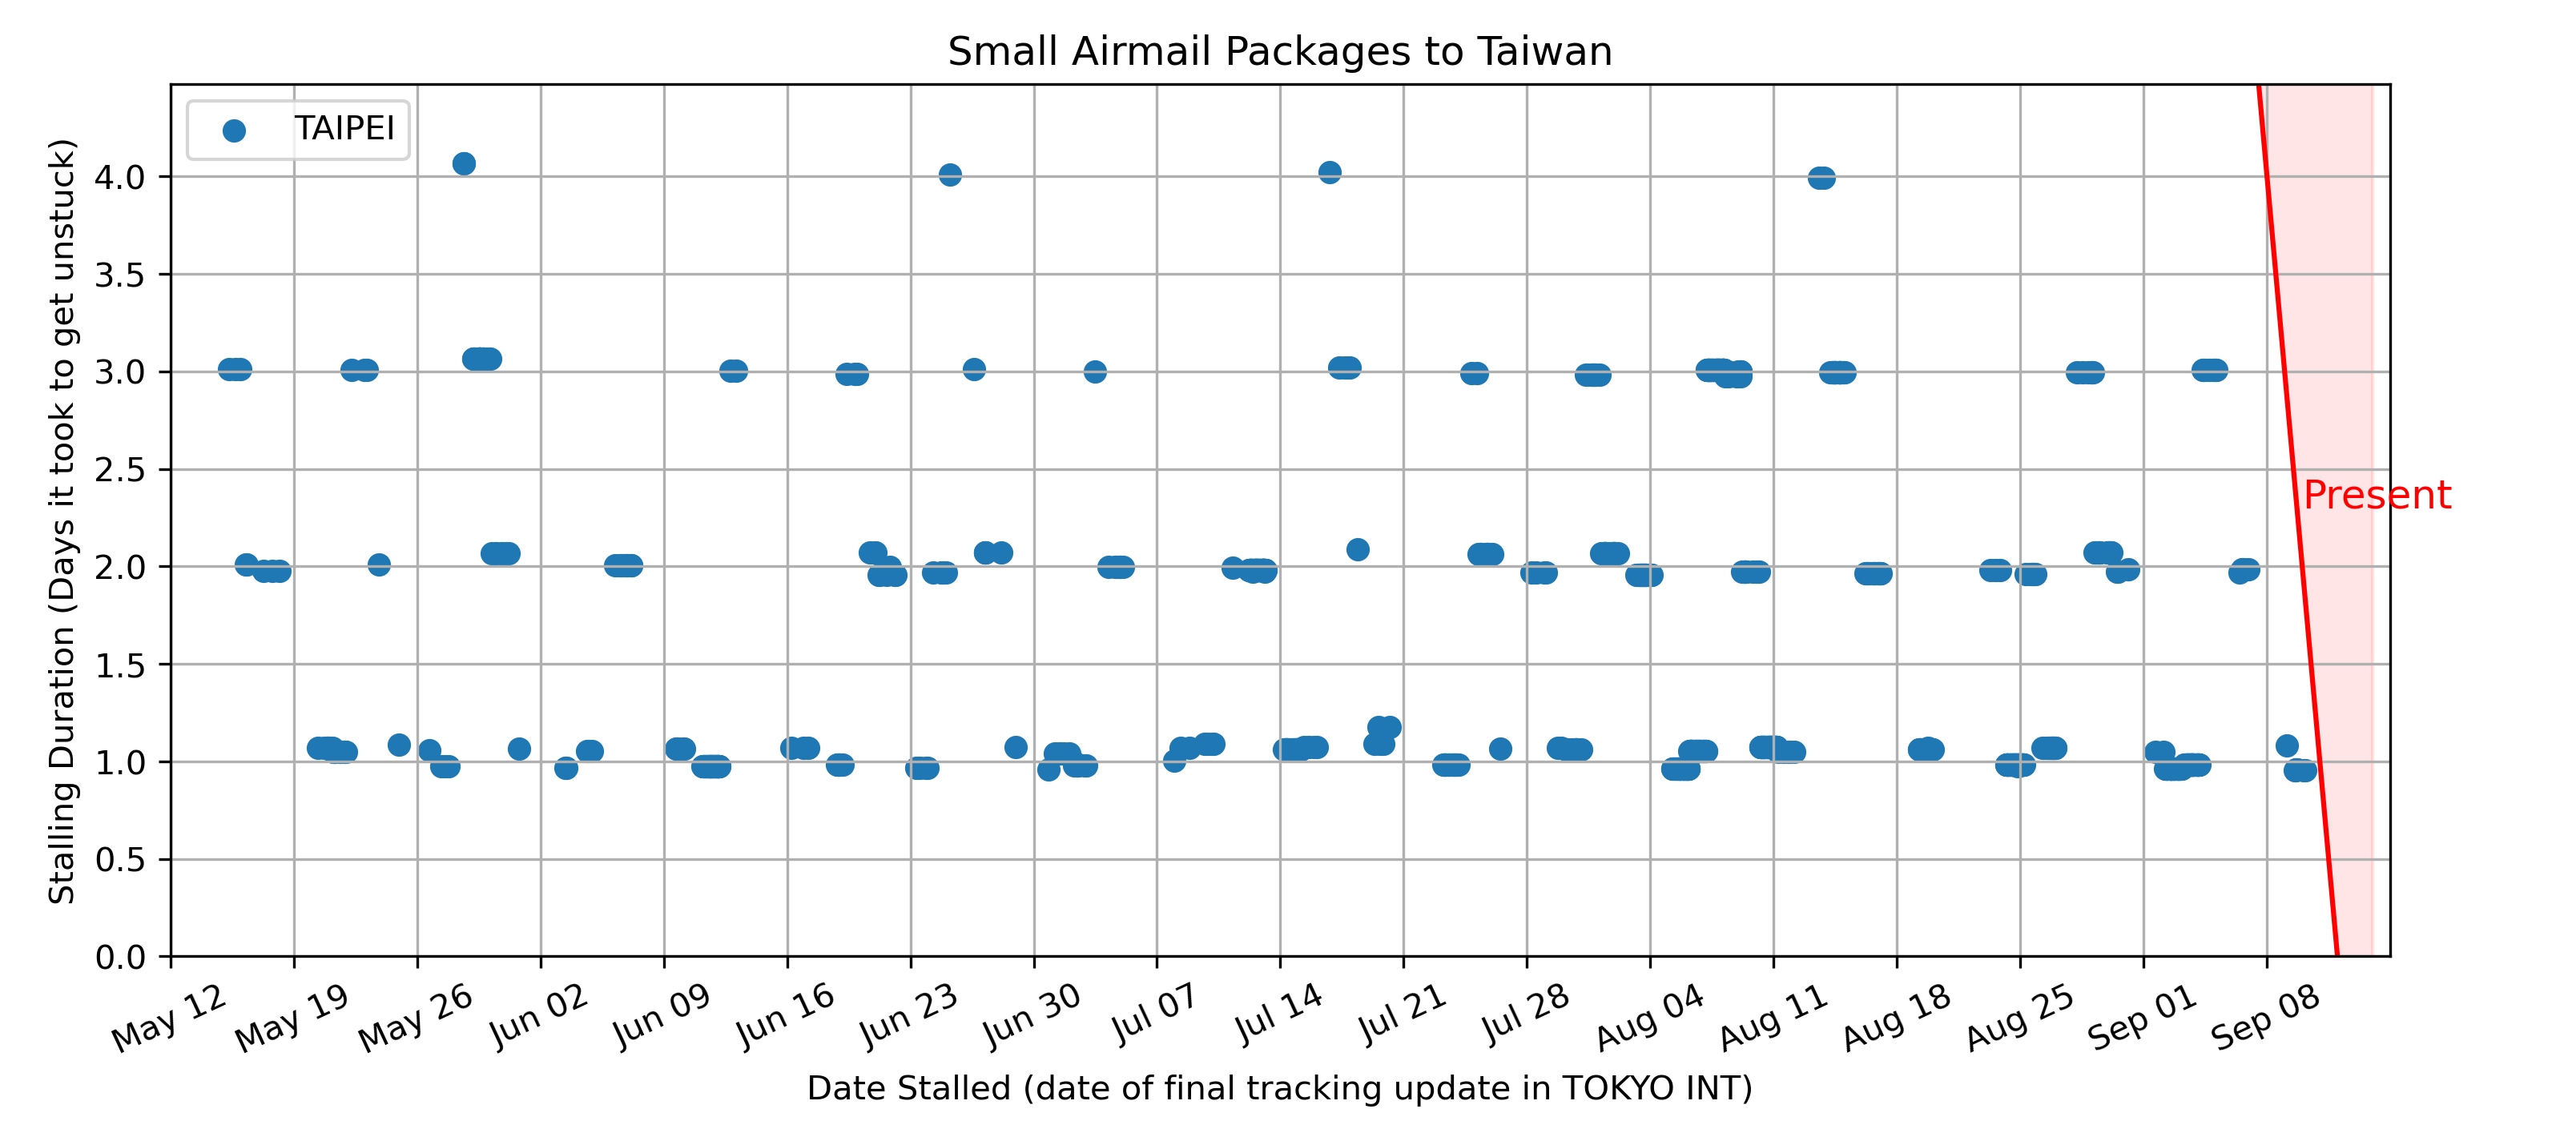 Small Airmail Packages to Taiwan
TAIPEI
Stalling Duration (Days it took to get unstuck)
4.0
3.5
3.0
2.5
2.0
1.5
1.0
0.5
0.0
Present
May 12
May 19
May 26
Jun 02
Jun 09
Jun 16
Jun 23
Jun 30
Jul 07
Jul 14
Jul 21
Jul 28
Aug 04
Aug 11
Aug 18
Aug 25
Sep 01
Sep 08
Date Stalled (date of final tracking update in TOKYO INT)